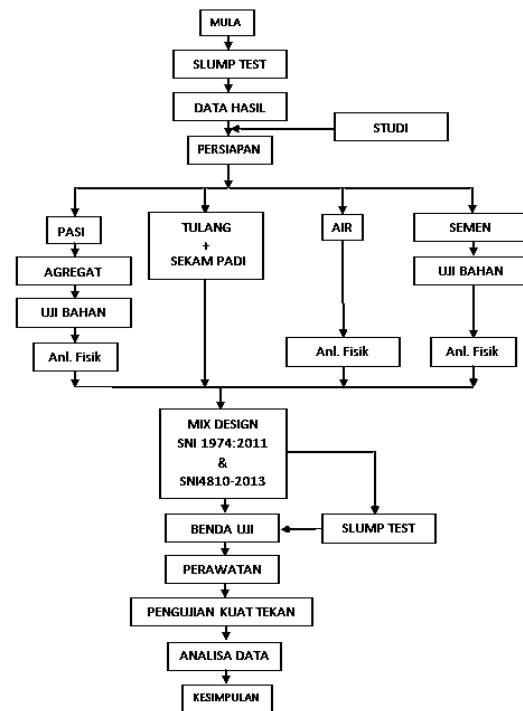 MULA
SLUMP TEST
DATA HASIL
STUDI
PERSIAPAN
PASI
AGREGAT
UJI BAHAN
Anl. Fisik
TULANG
+
SEKAM PADI
AIR
Anl. Fisik
SEMEN
UJI BAHAN
Anl. Fisik
MIX DESIGN
SNI 1974:2011
&
SNI4810-2013
BENDA UJI
SLUMP TEST
PERAWATAN
PENGUJIAN KUAT TEKAN
ANALISA DATA
KESIMPULAN